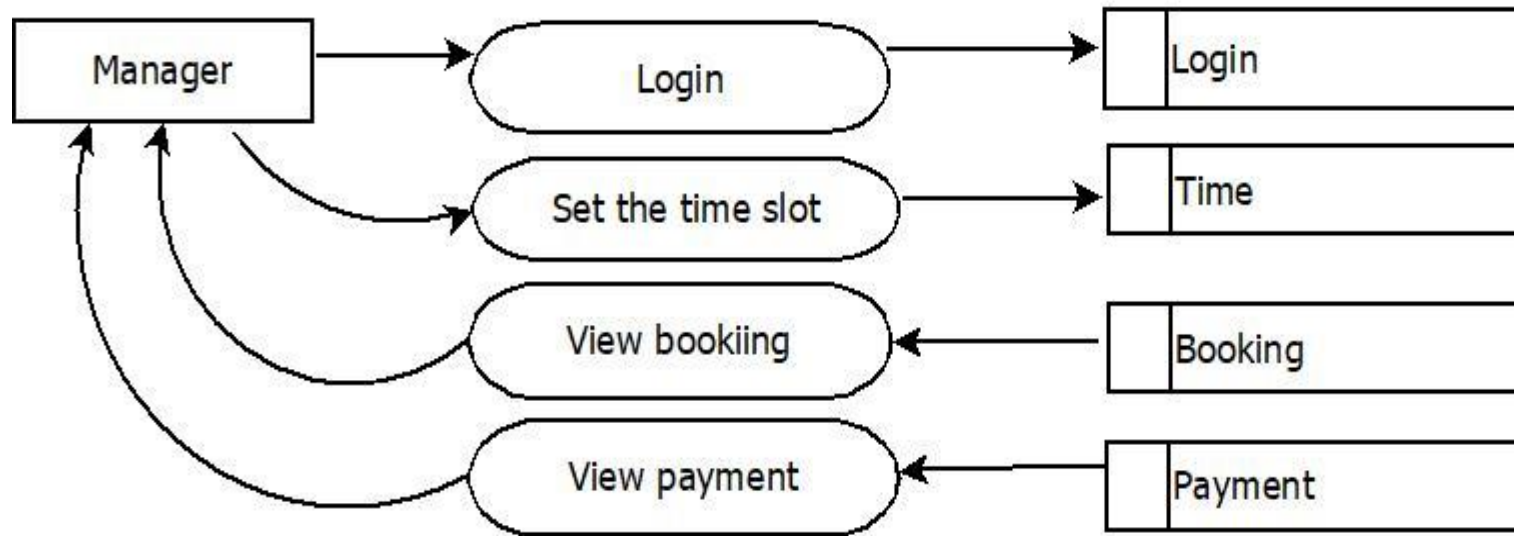 Manager
Login
Login
Set the time slot
Time
View bookiing
Booking
View payment
Payment